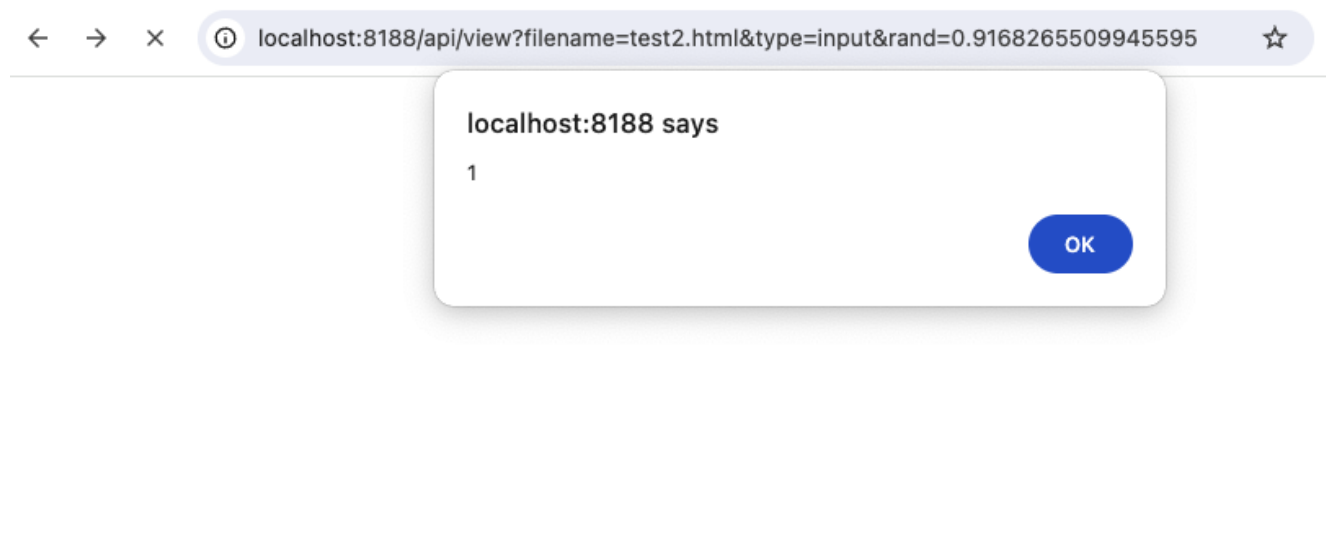 localhost:8188/api/view?filename=test2.html&type=input&rand=0.9168265509945595
localhost:8188 says
1
OK